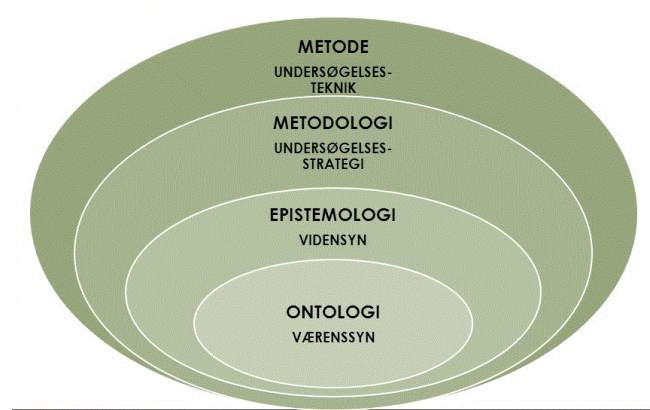 METODE
UNDERSØGELSES-
TEKNIK
METODOLOGI
UNDERSØGELSES-
STRATEGI
EPISTEMOLOGI
VIDENSYN
ONTOLOGI
VÆRENSSYN